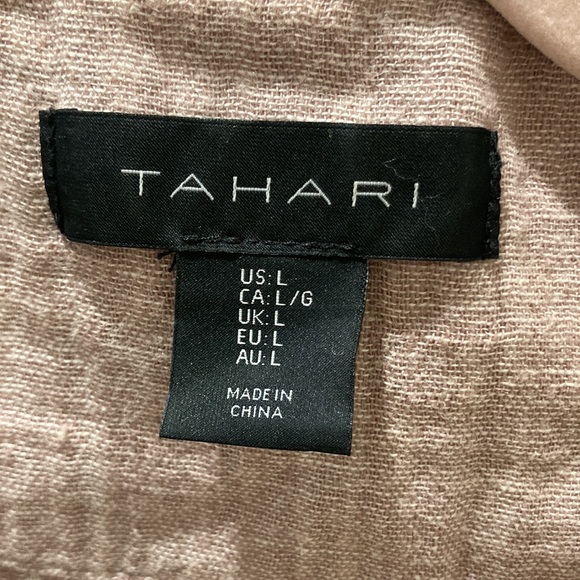 TAHARI
US: L
CA: L/G
UK: L
EU: L
AU: L
MADE IN
CHINA